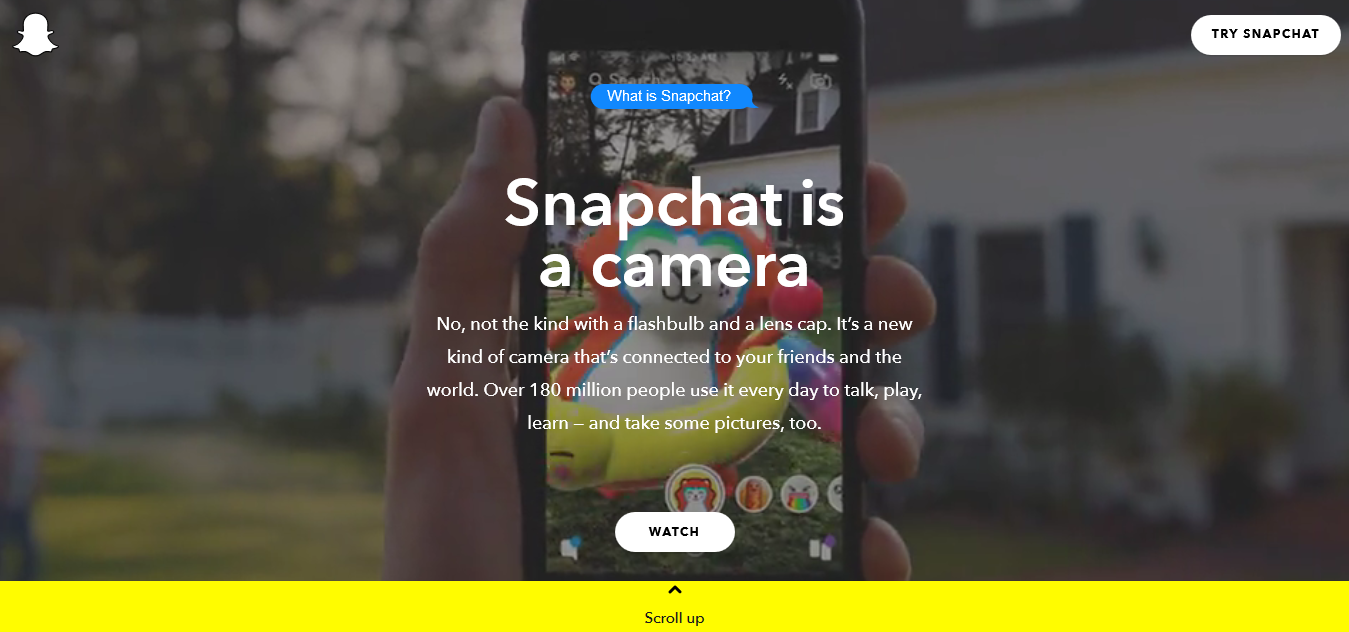 TRY SNAPCHAT
Search
What is Snapchat?
Snapchat is
a camera
No, not the kind with a flashbulb and a lens cap. It’s a new
kind of camera that’s connected to your friends and the
world. Over 180 million people use it every day to talk, play,
learn – and take some pictures, too.
WATCH
Scroll up